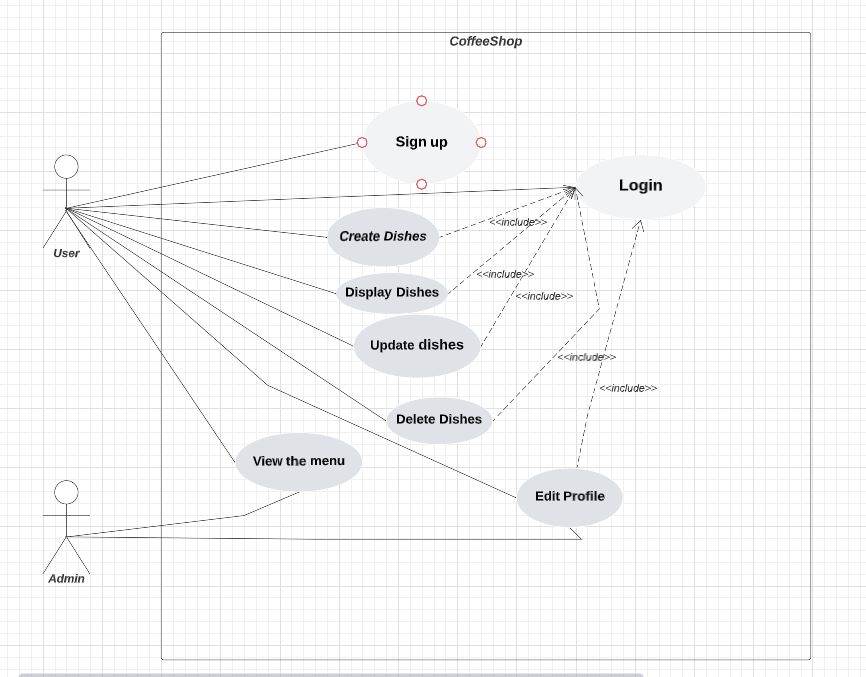 CoffeeShop
Sign up
Login
<<include>>
Create Dishes
User
<<include>>
Display Dishes
<<include>>
Update dishes
<<include>>
<<include>>
Delete Dishes
View the menu
Edit Profile
Admin